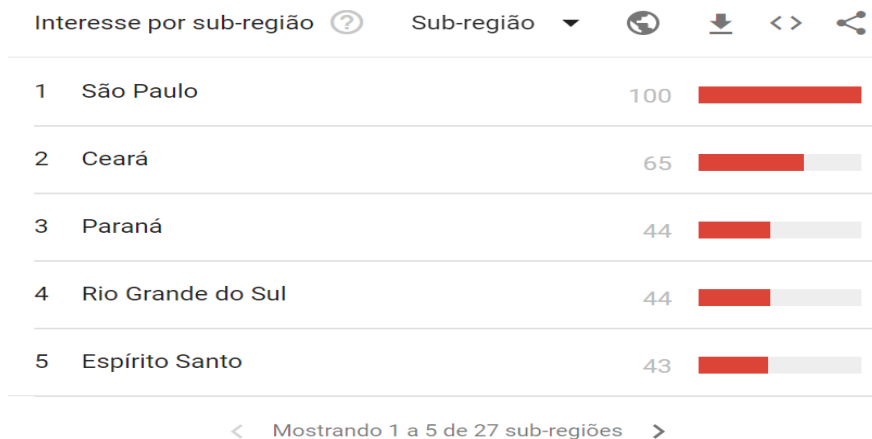 Interesse por sub-região ? Sub-região
1 São Paulo 100
2 Ceará 65
3 Paraná 44
4 Rio Grande do Sul 44
5 Espírito Santo 43
Mostrando 1 a 5 de 27 sub-regiões